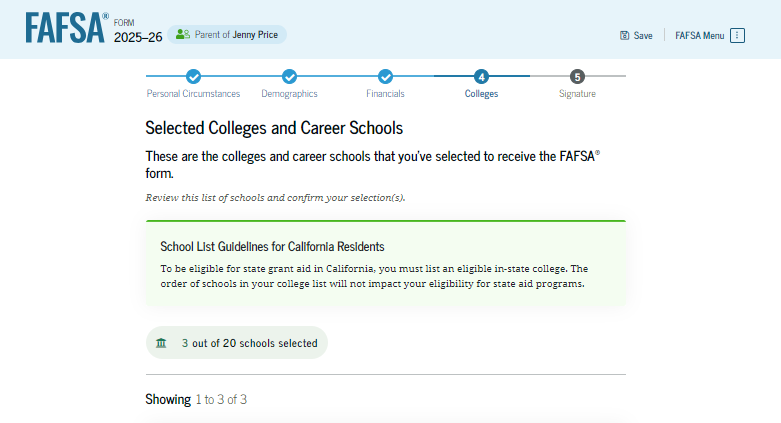 FAFSA® FORM
2025–26
Parent of Jenny Price
Save
FAFSA Menu
4
5
Personal Circumstances
Demographics
Financials
Colleges
Signature
Selected Colleges and Career Schools
These are the colleges and career schools that you've selected to receive the FAFSA®
form.
Review this list of schools and confirm your selection(s).
School List Guidelines for California Residents
To be eligible for state grant aid in California, you must list an eligible in-state college. The
order of schools in your college list will not impact your eligibility for state aid programs.
3 out of 20 schools selected
Showing 1 to 3 of 3